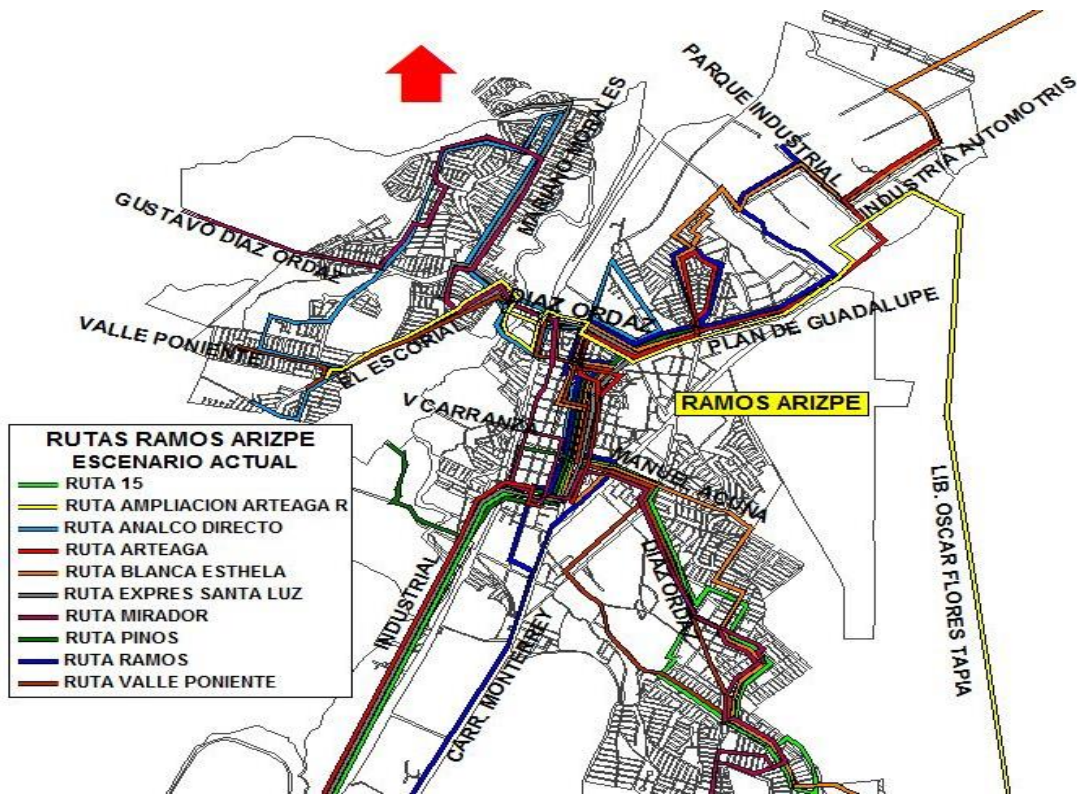 PARQUE INDUSTRIAL
INDUSTRIA AUTOMOTRIS
MARIANO MORALES
GUSTAVO DIAZ ORDAZ
DIAZ ORDAZ
PLAN DE GUADALUPE
VALLE PONIENTE
EL ESCORIAL
RAMOS ARIZPE
V CARRANZA
MANUEL ACUÑA
RUTAS RAMOS ARIZPE
ESCENARIO ACTUAL
RUTA 15
RUTA AMPLIACION ARTEAGA R
RUTA ANALCO DIRECTO
RUTA ARTEAGA
RUTA BLANCA ESTHELA
RUTA EXPRES SANTA LUZ
RUTA MIRADOR
RUTA PINOS
RUTA RAMOS
RUTA VALLE PONIENTE
INDUSTRIAL
CARR. MONTERREY
DIAZ ORDAZ
LIB. OSCAR FLORES TAPIA